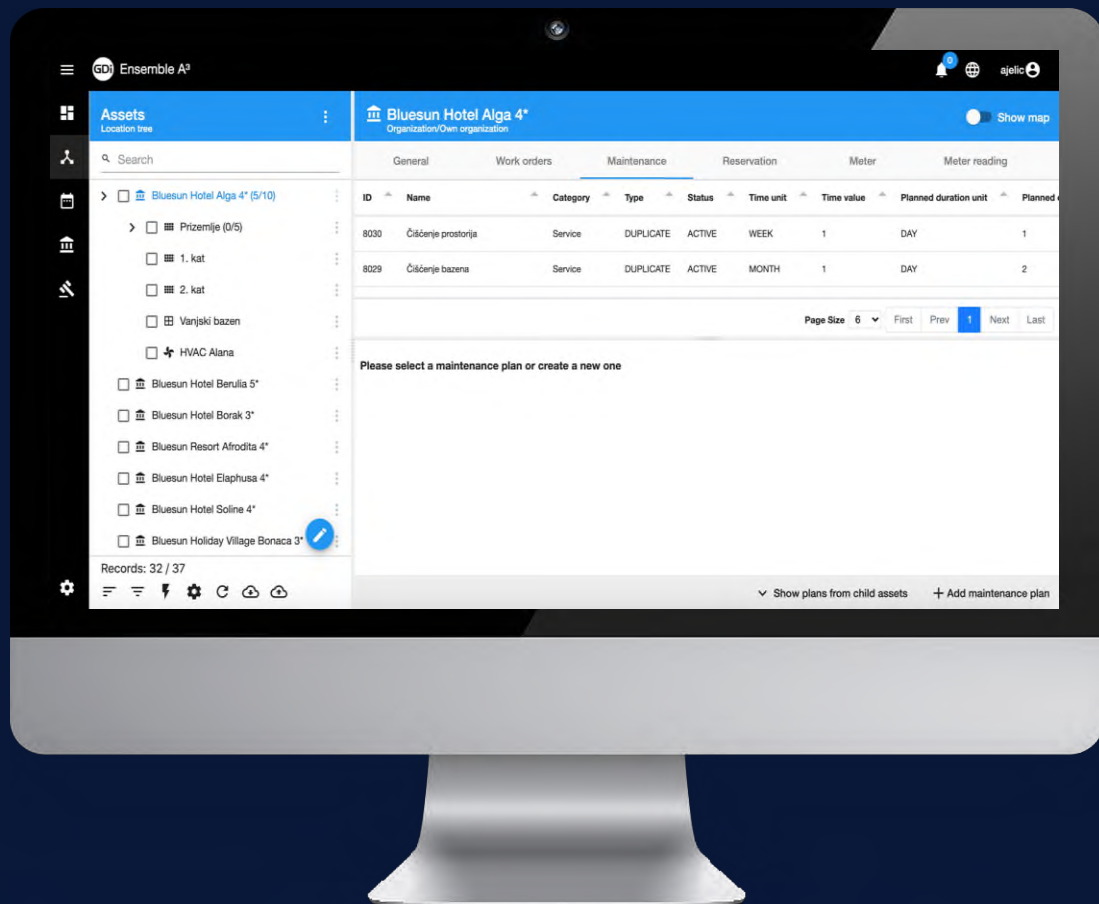 GDi Ensemble A³
0
ajelic
Assets
Location tree
Search
Bluesun Hotel Alga 4* (5/10)
Prizemlje (0/5)
1. kat
2. kat
Vanjski bazen
HVAC Alana
Bluesun Hotel Berulia 5*
Bluesun Hotel Borak 3*
Bluesun Resort Afrodita 4*
Bluesun Hotel Elaphusa 4*
Bluesun Hotel Soline 4*
Bluesun Holiday Village Bonaca 3*
Records: 32 / 37
Bluesun Hotel Alga 4*
Organization/Own organization
Show map
General Work orders Maintenance Reservation Meter Meter reading
ID Name Category Type Status Time unit Time value Planned duration unit Planned
8030 Čišćenje prostorija Service DUPLICATE ACTIVE WEEK 1 DAY 1
8029 Čišćenje bazena Service DUPLICATE ACTIVE MONTH 1 DAY 2
Page Size 6 First Prev 1 Next Last
Please select a maintenance plan or create a new one
Show plans from child assets + Add maintenance plan